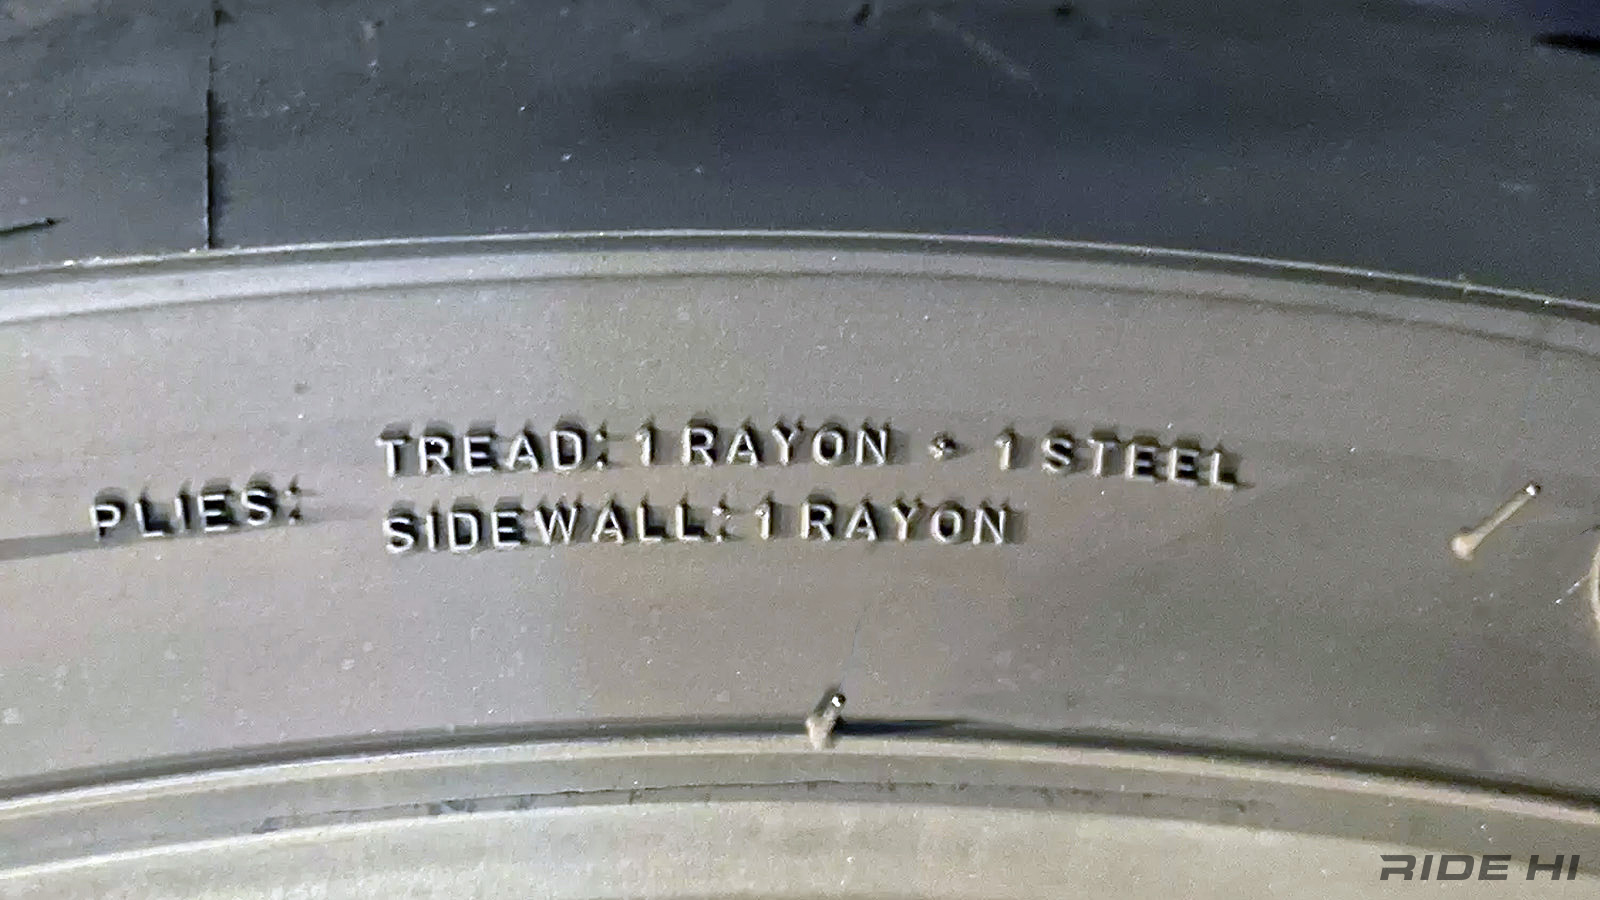 PLIES:
TREAD: 1 RAYON + 1 STEEL
SIDEWALL: 1 RAYON
RIDE HI